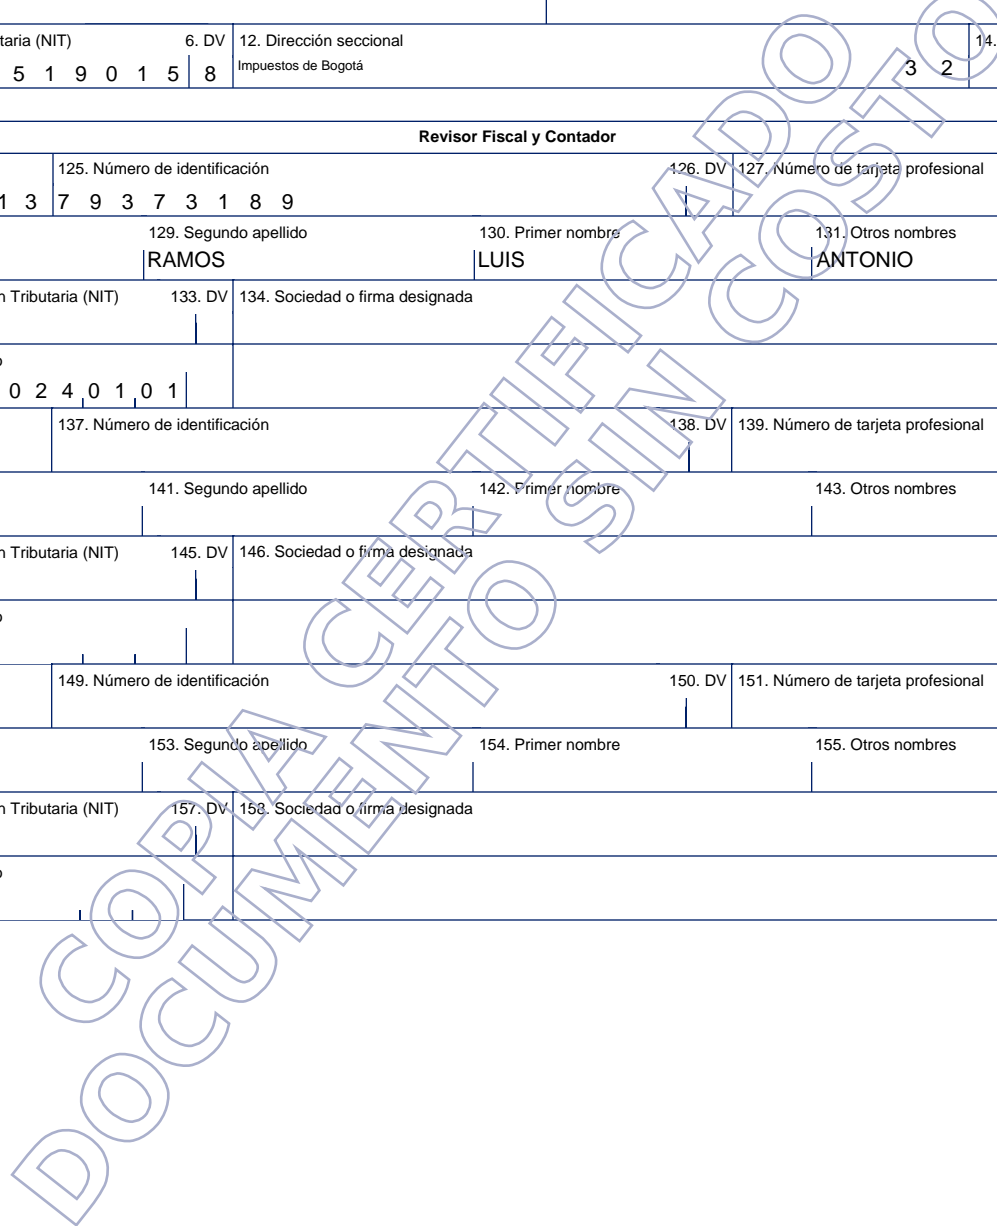 taria (NIT) 6. DV 12. Dirección seccional 14.
5 1 9 0 1 5 8 Impuestos de Bogotá 3 2
Revisor Fiscal y Contador
125. Número de identificación 126. DV 127. Número de tarjeta profesional
1 3 7 9 3 7 3 1 8 9
129. Segundo apellido 130. Primer nombre 131. Otros nombres
RAMOS LUIS ANTONIO
n Tributaria (NIT) 133. DV 134. Sociedad o firma designada
o
0 2 4 0 1 0 1
137. Número de identificación 138. DV 139. Número de tarjeta profesional
141. Segundo apellido 142. Primer nombre 143. Otros nombres
n Tributaria (NIT) 145. DV 146. Sociedad o firma designada
o
149. Número de identificación 150. DV 151. Número de tarjeta profesional
153. Segundo apellido 154. Primer nombre 155. Otros nombres
n Tributaria (NIT) 157. DV 158. Sociedad o firma designada
o
COPIA CERTIFICADO
DOCUMENTO SIN COSTO